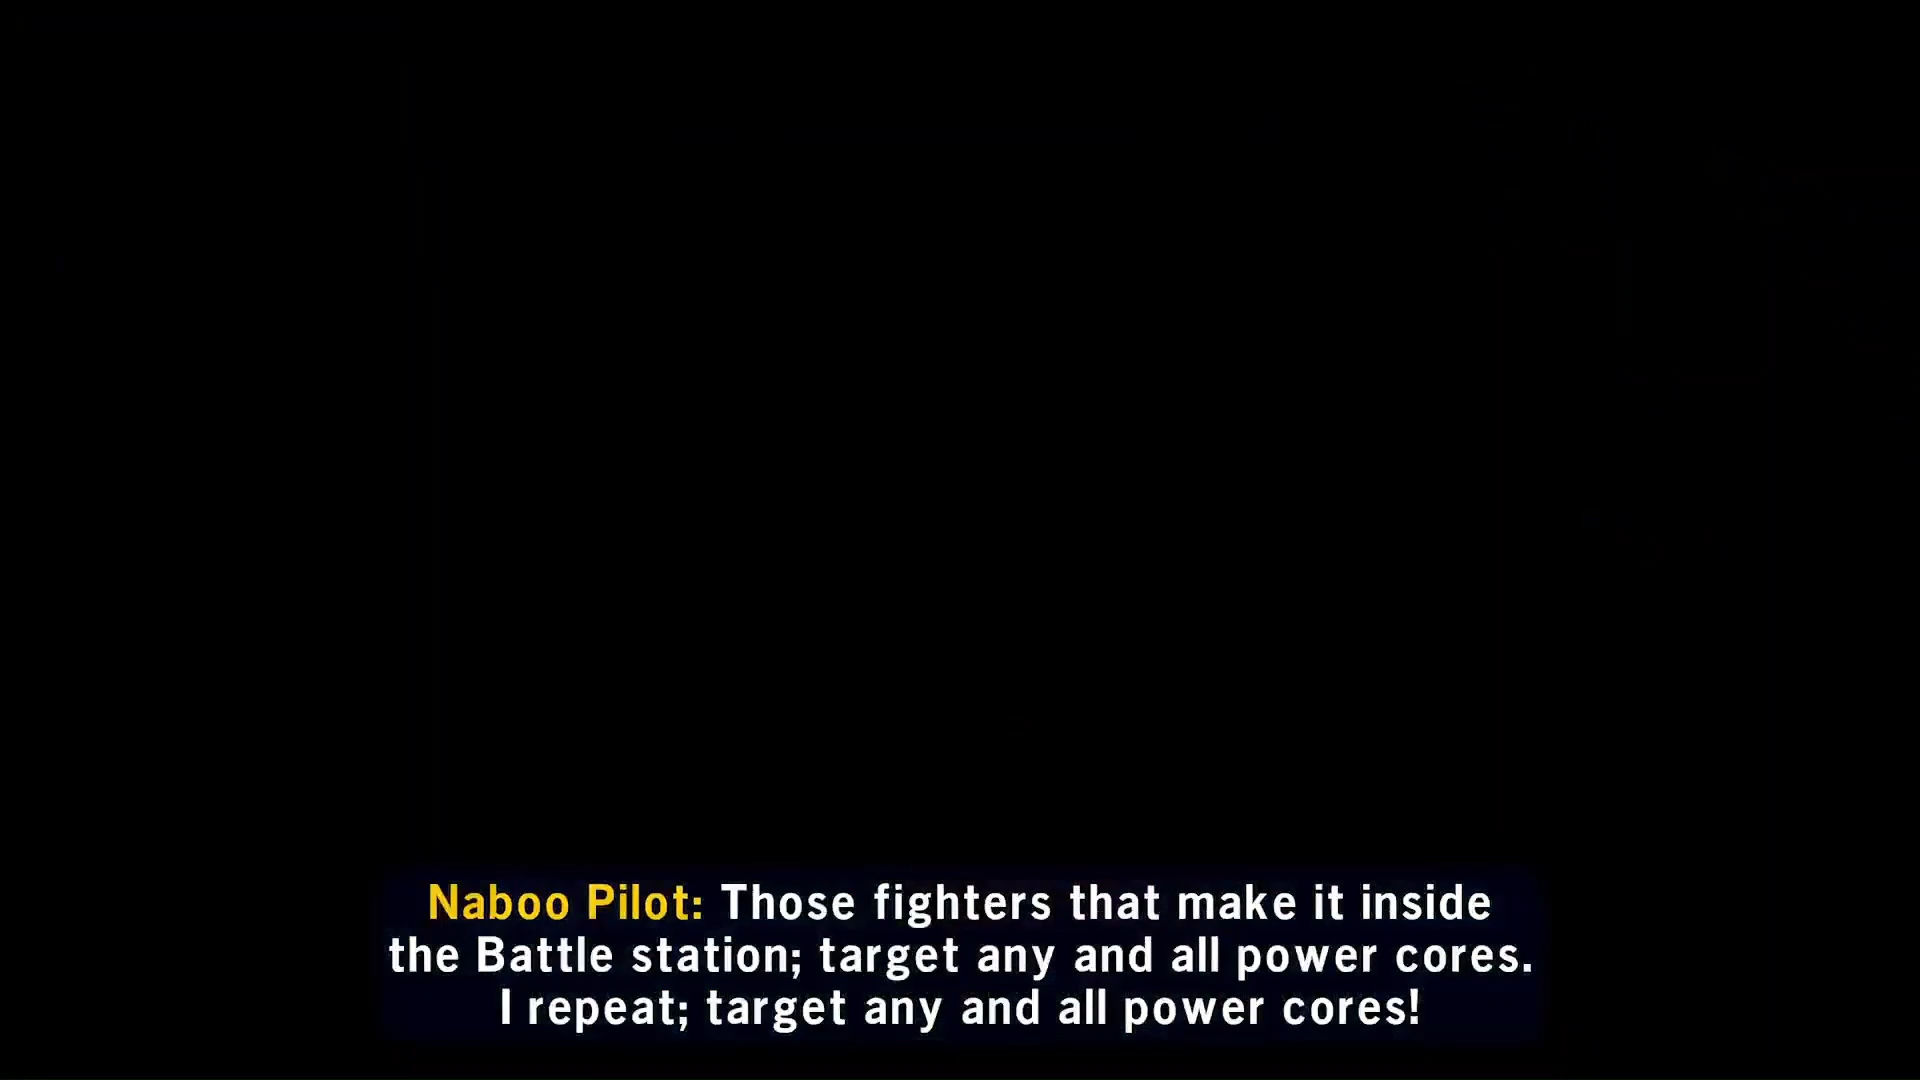 Naboo Pilot: Those fighters that make it inside
the Battle station; target any and all power cores.
I repeat; target any and all power cores!